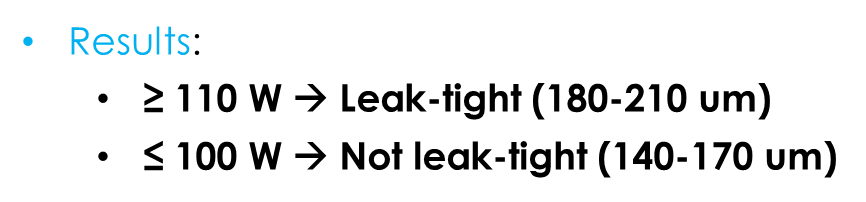 • Results:
• ≥ 110 W → Leak-tight (180-210 um)
• ≤ 100 W → Not leak-tight (140-170 um)